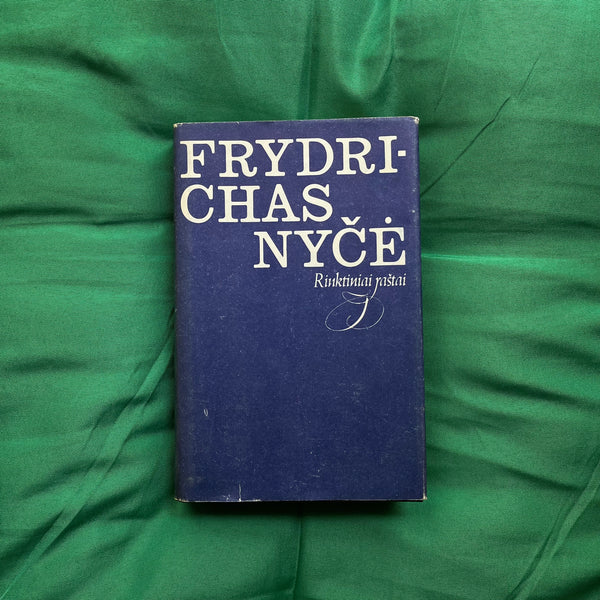 FRYDRI-
CHAS
NYČĖ
Rinktiniai raštai